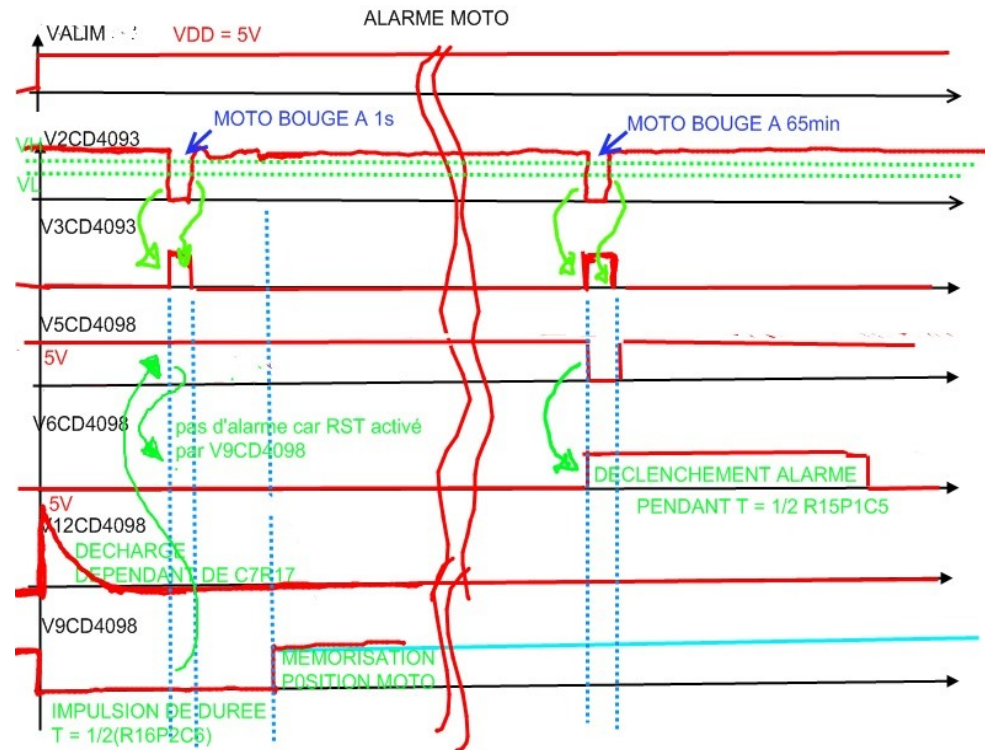 ALARME MOTO
VALIM
VDD = 5V
MOTO BOUGE A 1s
MOTO BOUGE A 65min
VH
V2CD4093
VL
V3CD4093
V5CD4098
5V
V6CD4098
pas d'alarme car RST activé
par V9CD4098
DECLENCHEMENT ALARME
PENDANT T = 1/2 R15P1C5
5V
V12CD4098
DECHARGE
DEPENDANT DE C7R17
V9CD4098
MEMORISATION
P0SITION MOTO
IMPULSION DE DUREE
T = 1/2(R16P2C6)